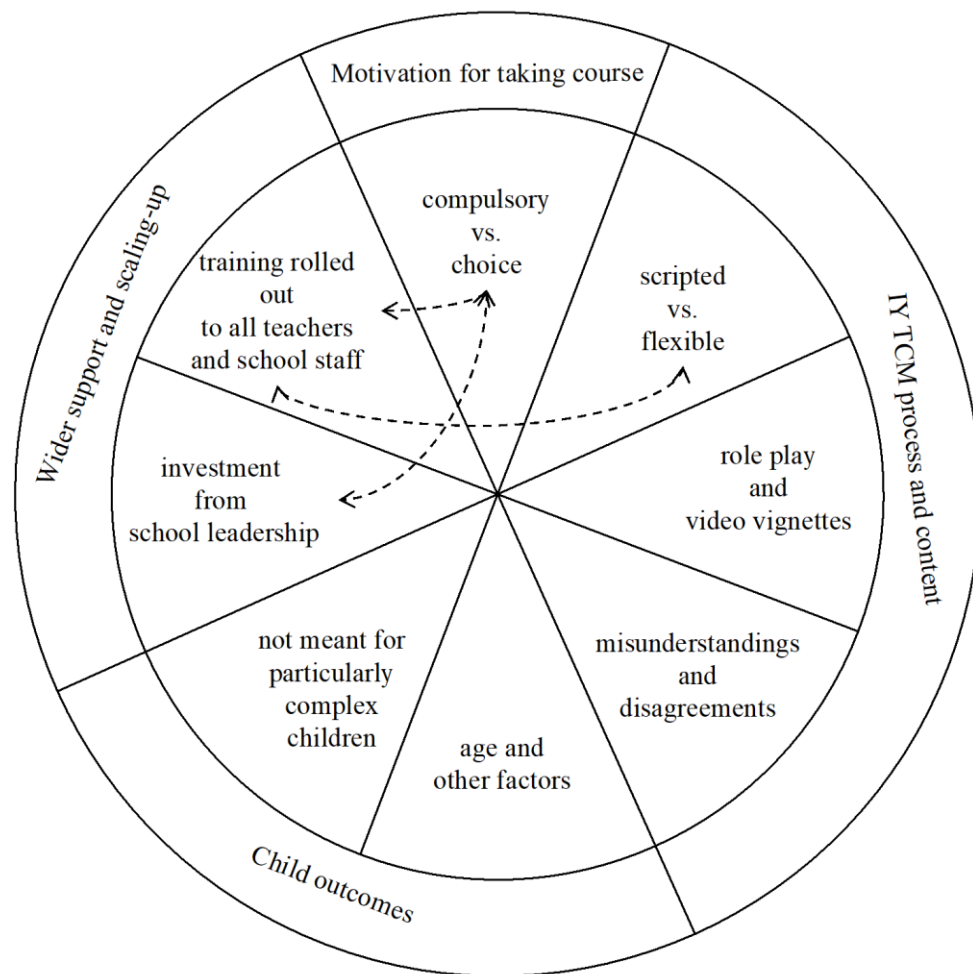 Motivation for taking course
compulsory
vs.
choice
training rolled
out
to all teachers
and school staff
scripted
vs.
flexible
Wider support and scaling-up
IY TCM process and content
investment
from
school leadership
role play
and
video vignettes
not meant for
particularly
complex
children
misunderstandings
and
disagreements
age and
other factors
Child outcomes